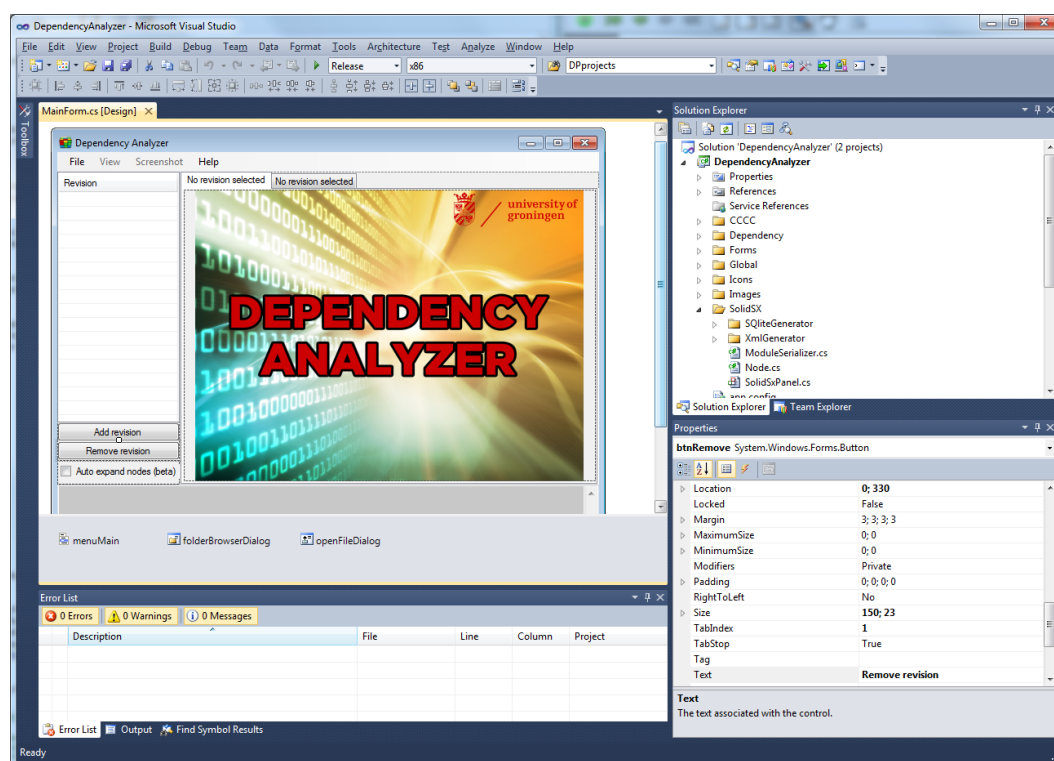 DependencyAnalyzer - Microsoft Visual Studio
File Edit View Project Build Debug Team Data Format Tools Architecture Test Analyze Window Help
Release x86 DPprojects
MainForm.cs [Design]
Toolbox
Dependency Analyzer
File View Screenshot Help
Revision
No revision selected No revision selected
university of
groningen
DEPENDENCY
ANALYZER
Add revision
Remove revision
Auto expand nodes (beta)
menuMain folderBrowserDialog openFileDialog
Error List
0 Errors 0 Warnings 0 Messages
Description File Line Column Project
Error List Output Find Symbol Results
Ready
Solution Explorer
Solution 'DependencyAnalyzer' (2 projects)
DependencyAnalyzer
Properties
References
Service References
CCCC
Dependency
Forms
Global
Icons
Images
SolidSX
SQliteGenerator
XmlGenerator
ModuleSerializer.cs
Node.cs
SolidSxPanel.cs
app.config
Solution Explorer Team Explorer
Properties
btnRemove System.Windows.Forms.Button
Location 0; 330
Locked False
Margin 3; 3; 3; 3
MaximumSize 0; 0
MinimumSize 0; 0
Modifiers Private
Padding 0; 0; 0; 0
RightToLeft No
Size 150; 23
TabIndex 1
TabStop True
Tag
Text Remove revision
Text
The text associated with the control.